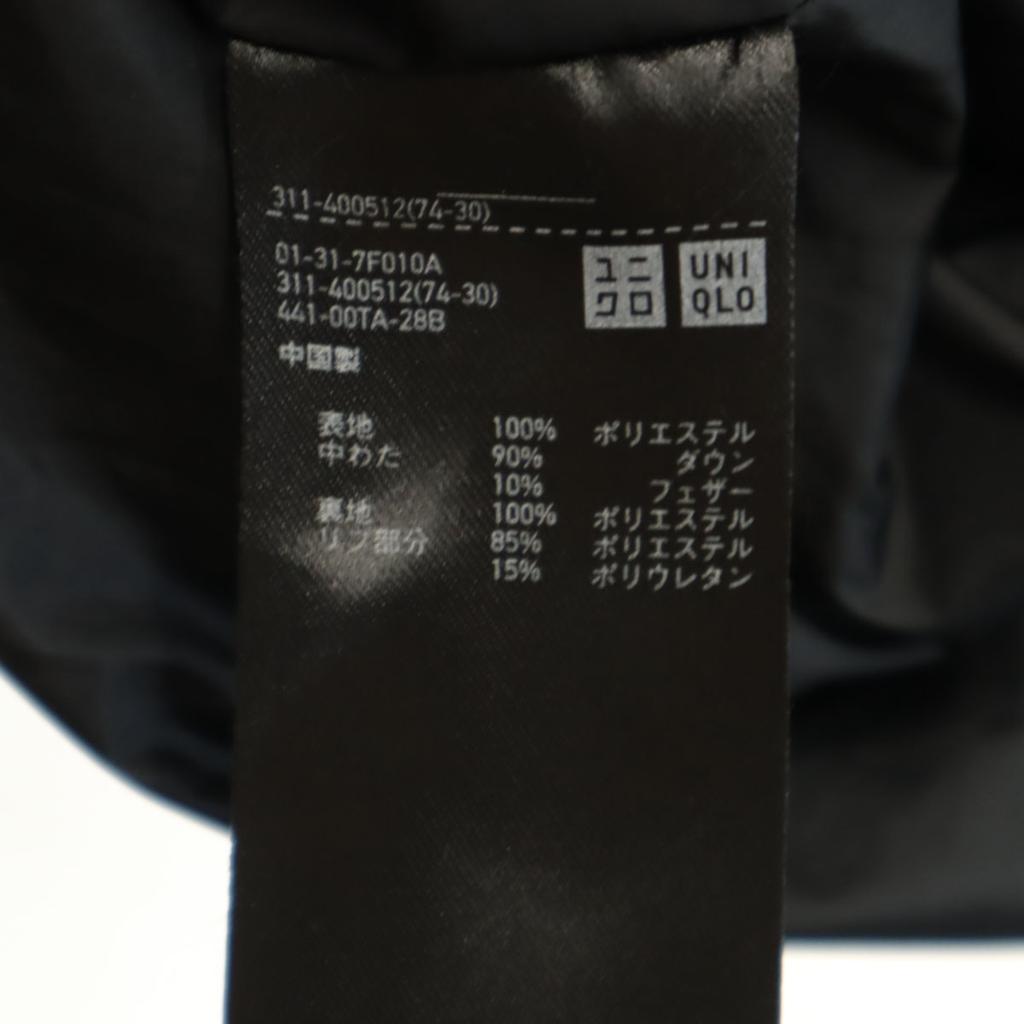 311-400512(74-30)
01-31-7F010A
311-400512(74-30)
441-00TA-28B
中国製
ユニ
クロ
UNI
QLO
表地 100% ポリエステル
中わた 90% ダウン
10% フェザー
裏地 100% ポリエステル
リブ部分 85% ポリエステル
15% ポリウレタン